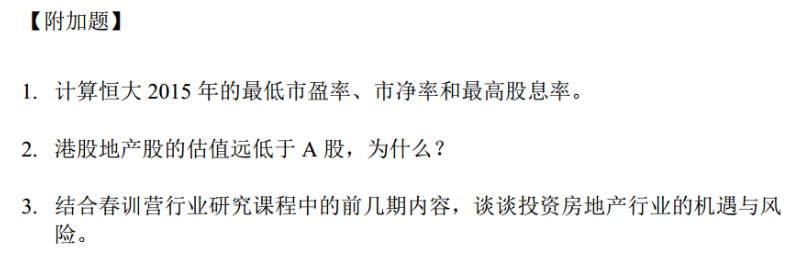 【附加题】
1. 计算恒大 2015 年的最低市盈率、市净率和最高股息率。
2. 港股地产股的估值远低于 A 股，为什么？
3. 结合春训营行业研究课程中的前几期内容，谈谈投资房地产行业的机遇与风
险。